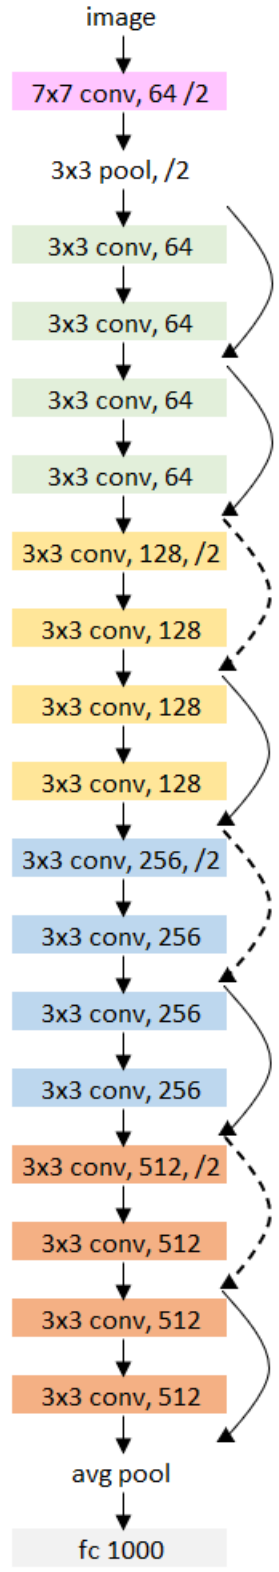 image
7x7 conv, 64 /2
3x3 pool, /2
3x3 conv, 64
3x3 conv, 64
3x3 conv, 64
3x3 conv, 64
3x3 conv, 128, /2
3x3 conv, 128
3x3 conv, 128
3x3 conv, 128
3x3 conv, 256, /2
3x3 conv, 256
3x3 conv, 256
3x3 conv, 256
3x3 conv, 512, /2
3x3 conv, 512
3x3 conv, 512
3x3 conv, 512
avg pool
fc 1000